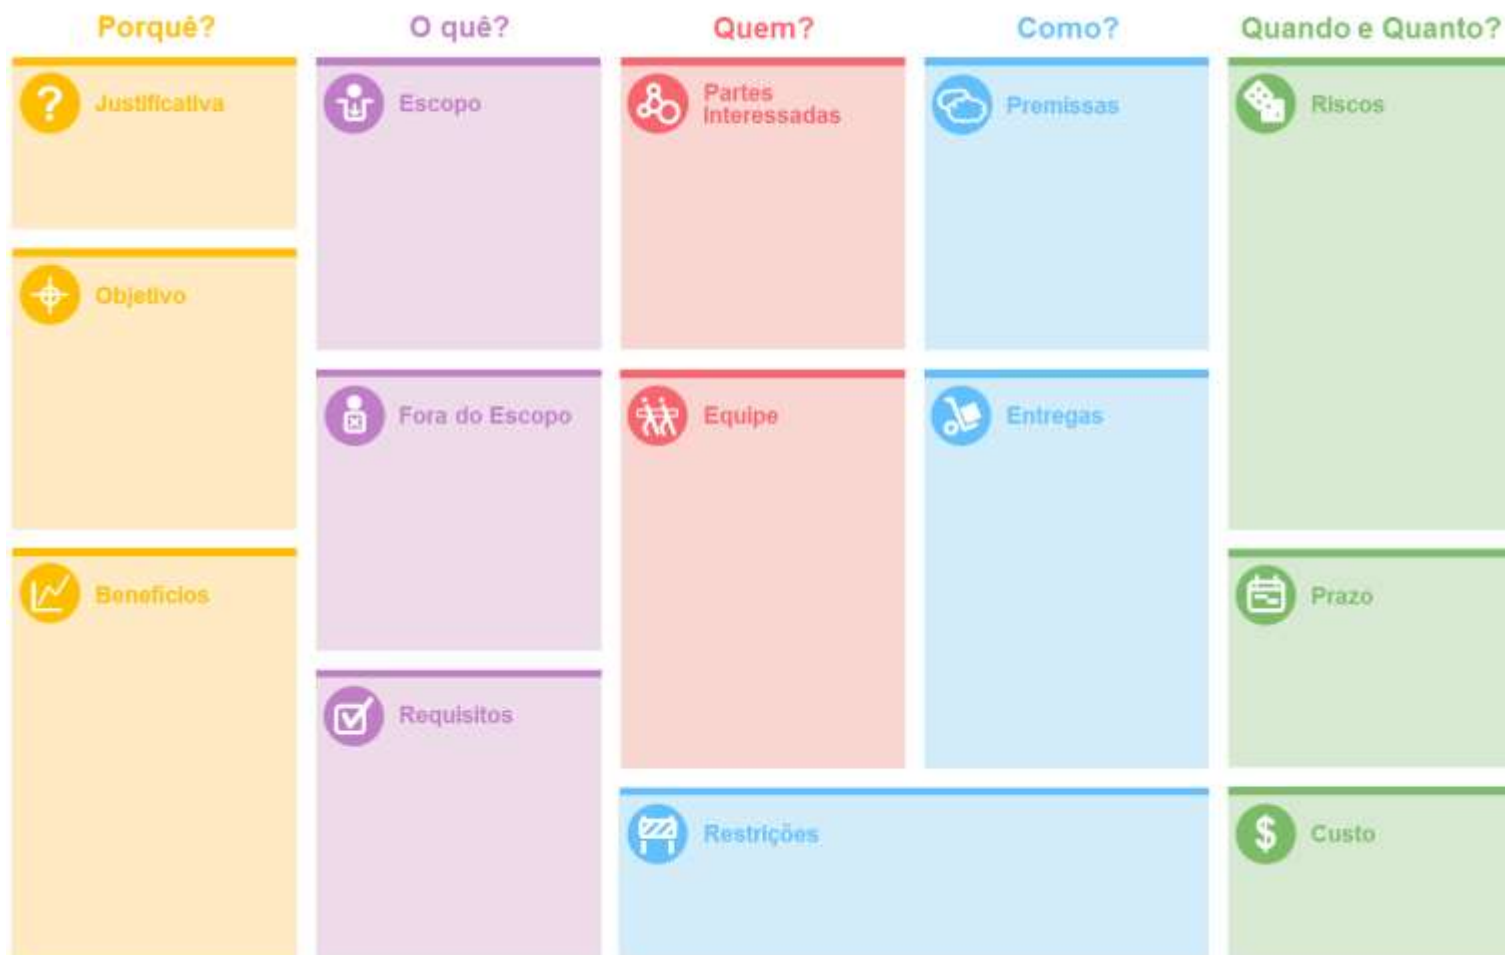 Porquê?
O quê?
Quem?
Como?
Quando e Quanto?
Justificativa
Objetivo
Benefícios
Escopo
Fora do Escopo
Requisitos
Partes
Interessadas
Equipe
Premissas
Entregas
Restrições
Riscos
Prazo
Custo